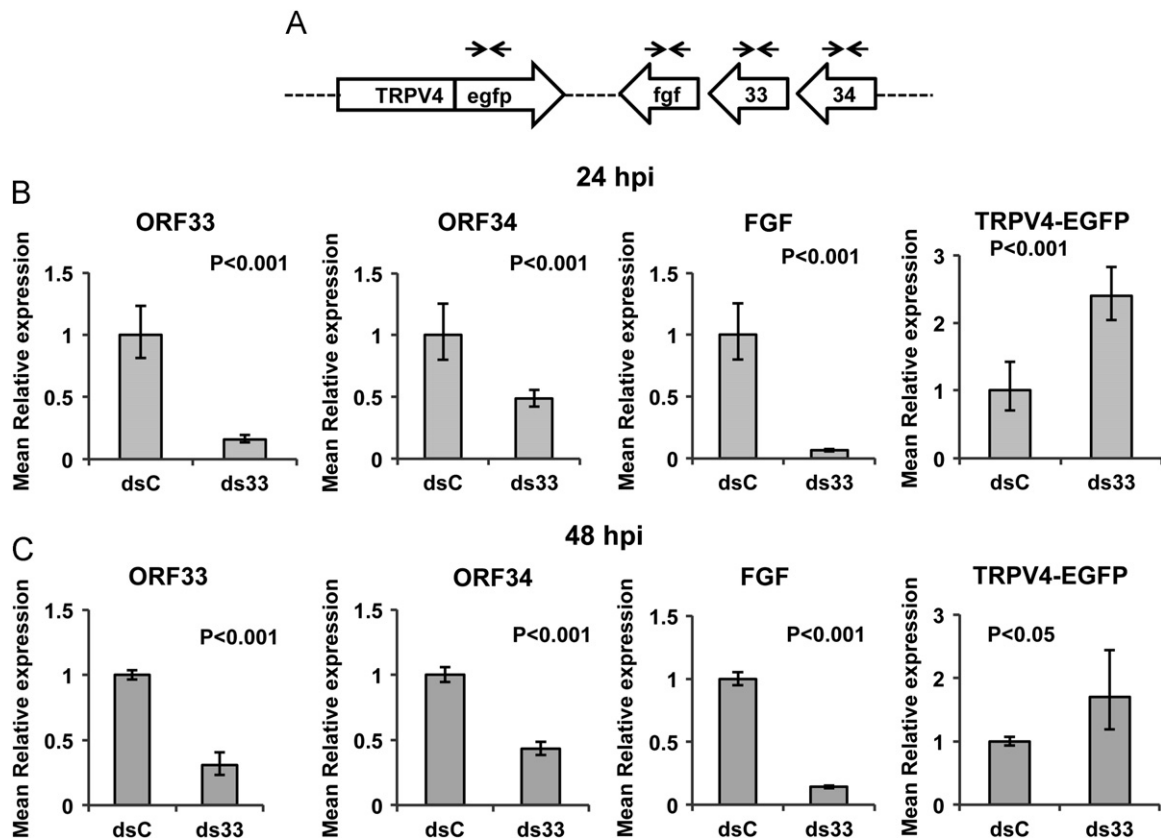 A
TRPV4 egfp fgf 33 34
B
24 hpi
ORF33 ORF34 FGF TRPV4-EGFP
Mean Relative expression
1.5
1
0.5
0
P<0.001
dsC ds33
Mean Relative expression
1.5
1
0.5
0
P<0.001
dsC ds33
Mean Relative expression
1.5
1
0.5
0
P<0.001
dsC ds33
Mean Relative expression
3
2
1
0
P<0.001
dsC ds33
C
48 hpi
ORF33 ORF34 FGF TRPV4-EGFP
Mean Relative expression
1.5
1
0.5
0
P<0.001
dsC ds33
Mean Relative expression
1.5
1
0.5
0
P<0.001
dsC ds33
Mean Relative expression
1.5
1
0.5
0
P<0.001
dsC ds33
Mean Relative expression
3
2
1
0
P<0.05
dsC ds33